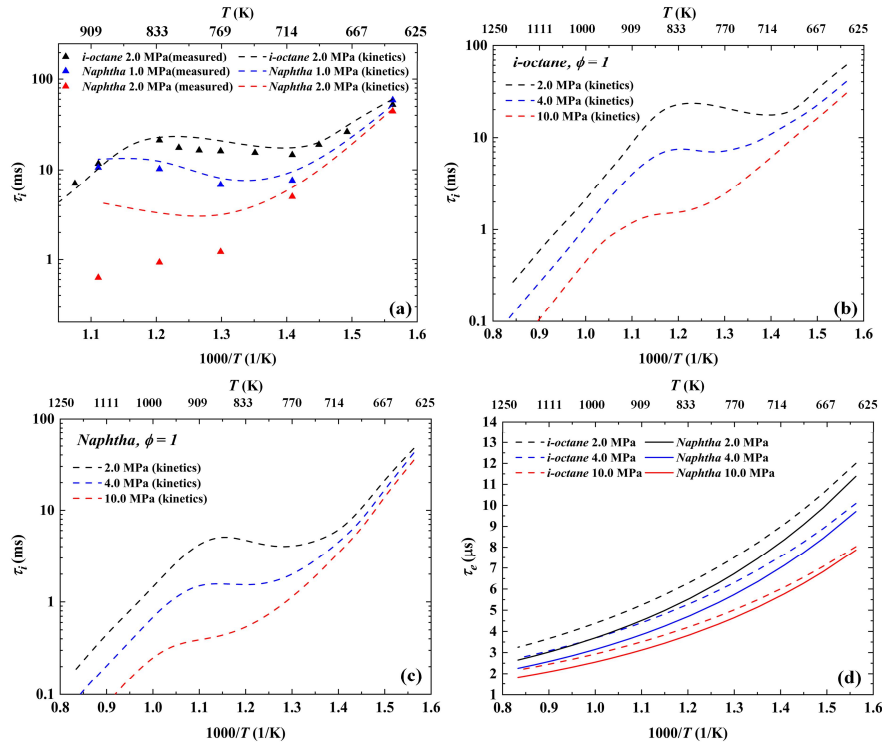 T (K)
909 833 769 714 667 625
i-octane 2.0 MPa(measured) i-octane 2.0 MPa (kinetics)
Naphtha 1.0 MPa(measured) Naphtha 1.0 MPa (kinetics)
Naphtha 2.0 MPa (measured) Naphtha 2.0 MPa (kinetics)
100
10
1
τi (ms)
(a)
1.1 1.2 1.3 1.4 1.5 1.6
1000/T (1/K)
T (K)
1250 1111 1000 909 833 770 714 667 625
i-octane, ϕ = 1
2.0 MPa (kinetics)
4.0 MPa (kinetics)
10.0 MPa (kinetics)
100
10
1
0.1
τi (ms)
(b)
0.8 0.9 1.0 1.1 1.2 1.3 1.4 1.5 1.6
1000/T (1/K)
T (K)
1250 1111 1000 909 833 770 714 667 625
Naphtha, ϕ = 1
2.0 MPa (kinetics)
4.0 MPa (kinetics)
10.0 MPa (kinetics)
100
10
1
0.1
τi (ms)
(c)
0.8 0.9 1.0 1.1 1.2 1.3 1.4 1.5 1.6
1000/T (1/K)
T (K)
1250 1111 1000 909 833 770 714 667 625
i-octane 2.0 MPa Naphtha 2.0 MPa
i-octane 4.0 MPa Naphtha 4.0 MPa
i-octane 10.0 MPa Naphtha 10.0 MPa
14
13
12
11
10
9
8
7
6
5
4
3
2
1
τe (μs)
(d)
0.8 0.9 1.0 1.1 1.2 1.3 1.4 1.5 1.6
1000/T (1/K)